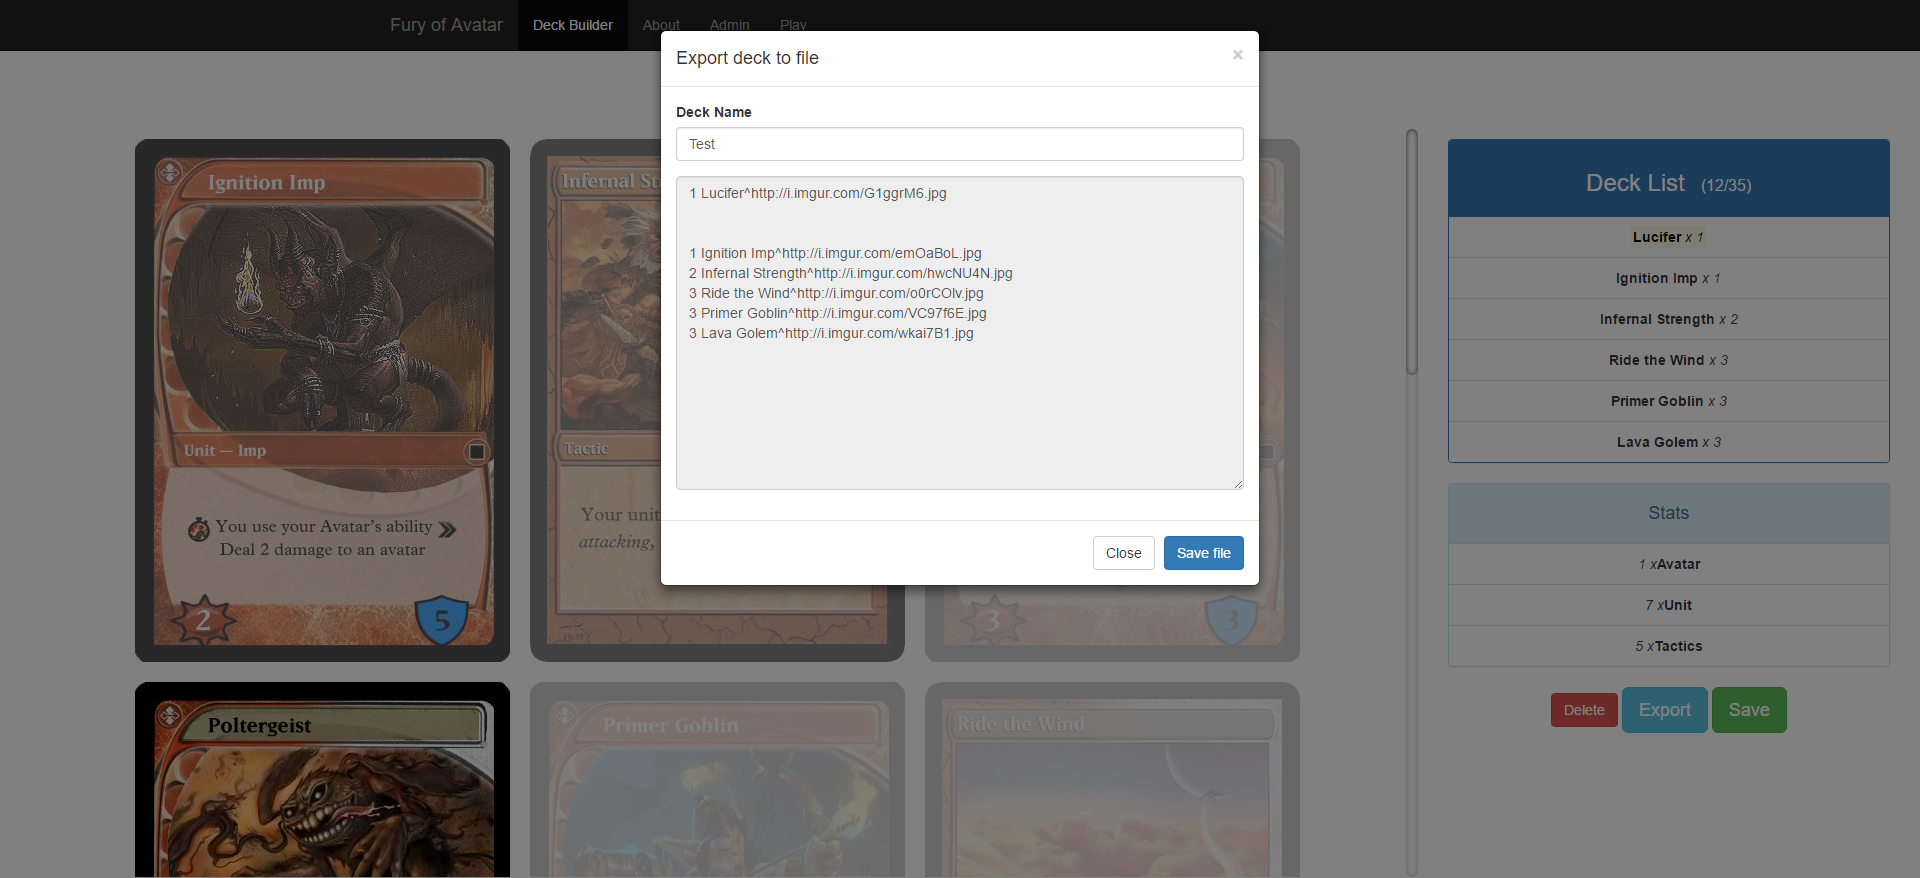 Fury of Avatar
Deck Builder
About
Admin
Play
Export deck to file
×
Deck Name
Test
1 Lucifer^http://i.imgur.com/G1ggrM6.jpg
1 Ignition Imp^http://i.imgur.com/emOaBoL.jpg
2 Infernal Strength^http://i.imgur.com/hwcNU4N.jpg
3 Ride the Wind^http://i.imgur.com/o0rCOlv.jpg
3 Primer Goblin^http://i.imgur.com/VC97f6E.jpg
3 Lava Golem^http://i.imgur.com/wkai7B1.jpg
Close
Save file
Ignition Imp
Unit — Imp
You use your Avatar's ability
Deal 2 damage to an avatar
2
5
Infernal St
Tactic
Your unit
attacking,
19/55
3
3
Poltergeist
Primer Goblin
Ride the Wind
Deck List (12/35)
Lucifer x 1
Ignition Imp x 1
Infernal Strength x 2
Ride the Wind x 3
Primer Goblin x 3
Lava Golem x 3
Stats
1 xAvatar
7 xUnit
5 xTactics
Delete
Export
Save